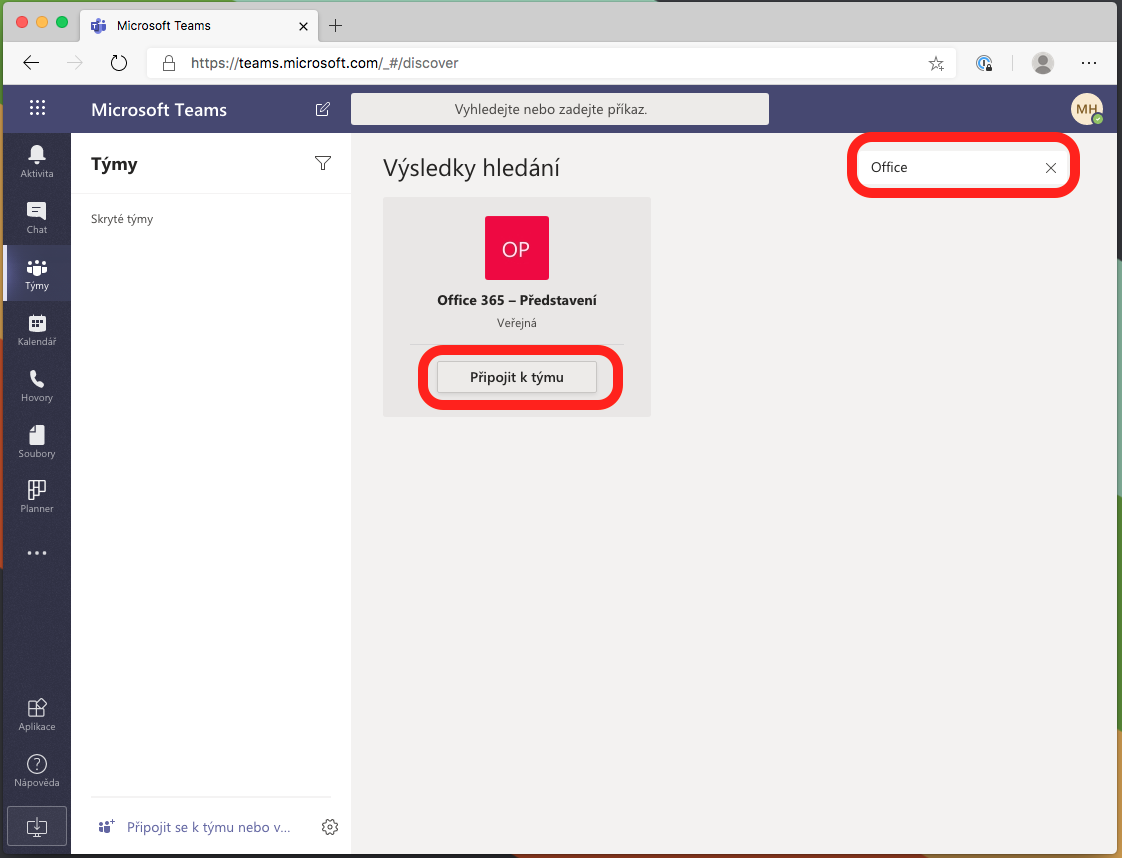 Microsoft Teams
https://teams.microsoft.com/_#/discover
Microsoft Teams
Vyhledejte nebo zadejte příkaz.
MH
Aktivita
Chat
Týmy
Kalendář
Hovory
Soubory
Planner
Aplikace
Nápověda
Týmy
Skryté týmy
Připojit se k týmu nebo v...
Výsledky hledání
Office
OP
Office 365 – Představení
Veřejná
Připojit k týmu